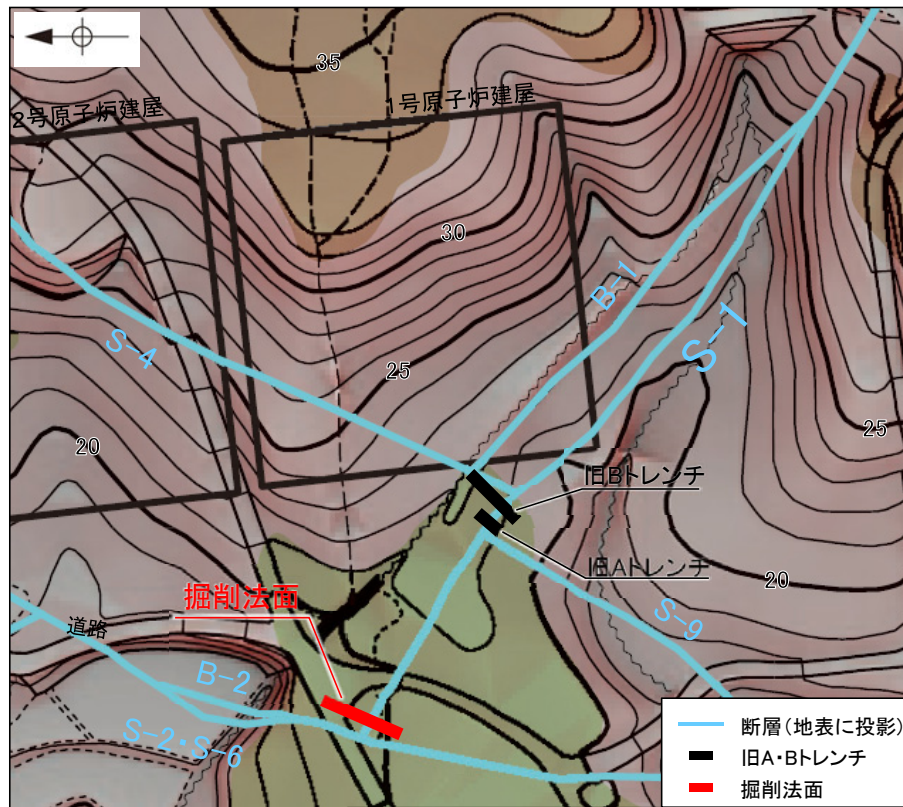 35
2号原子炉建屋
1号原子炉建屋
30
B-1
S-4
S-1
25
25
20
旧Bトレンチ
旧Aトレンチ
20
掘削法面
S-9
道路
B-2
S-2・S-6
断層(地表に投影)
旧A・Bトレンチ
掘削法面